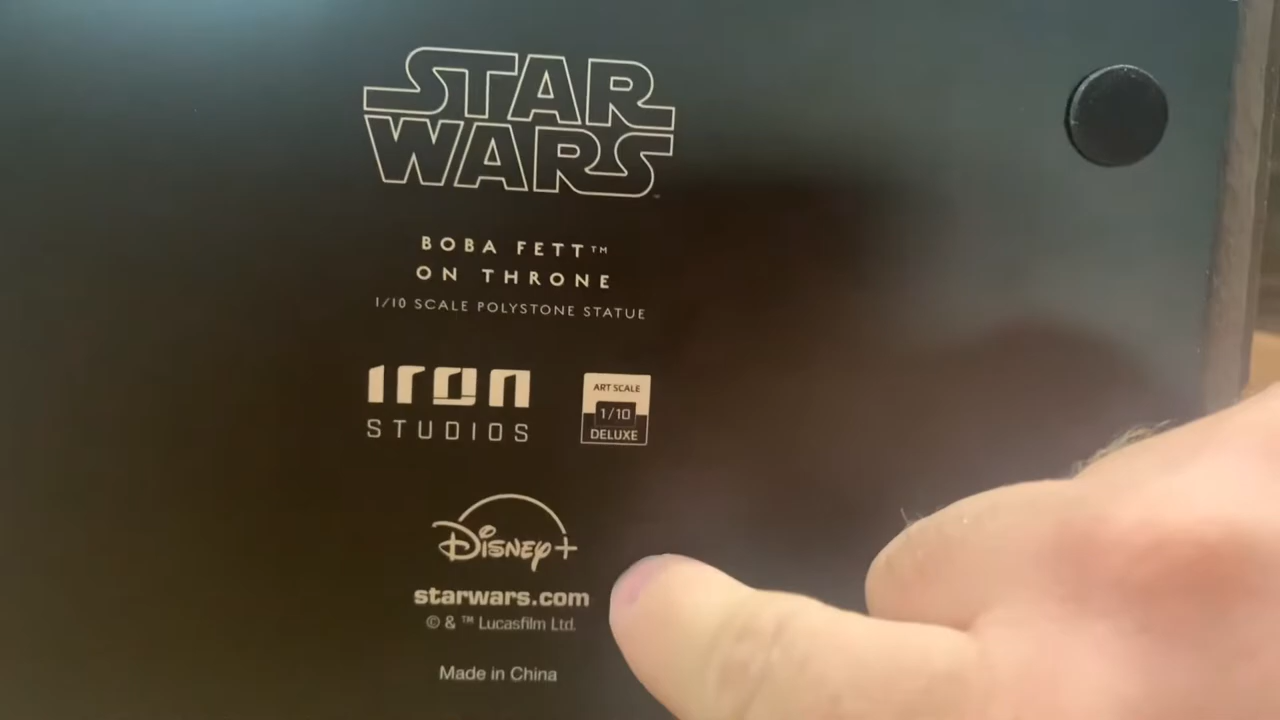 STAR
WARS
BOBA FETT™
ON THRONE
1/10 SCALE POLYSTONE STATUE
IRON
STUDIOS
ART SCALE
1/10
DELUXE
Disney+
starwars.com
© & ™ Lucasfilm Ltd.
Made in China